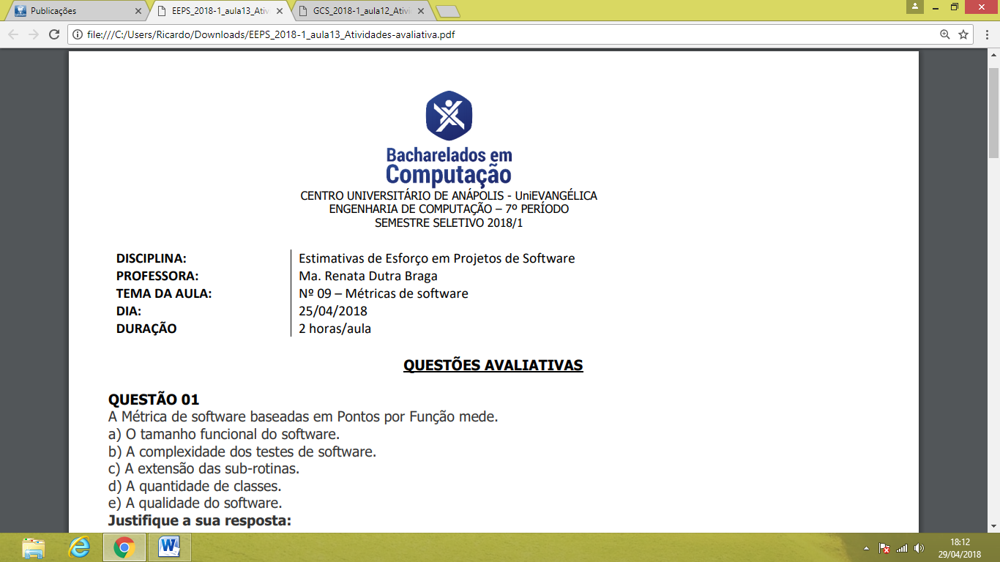 Publicações
EEPS_2018-1_aula13_Ativi
GCS_2018-1_aula12_Ativi
file:///C:/Users/Ricardo/Downloads/EEPS_2018-1_aula13_Atividades-avaliativa.pdf
Bacharelados em
Computação
CENTRO UNIVERSITÁRIO DE ANÁPOLIS - UniEVANGÉLICA
ENGENHARIA DE COMPUTAÇÃO – 7º PERÍODO
SEMESTRE SELETIVO 2018/1
DISCIPLINA: Estimativas de Esforço em Projetos de Software
PROFESSORA: Ma. Renata Dutra Braga
TEMA DA AULA: Nº 09 – Métricas de software
DIA: 25/04/2018
DURAÇÃO 2 horas/aula
QUESTÕES AVALIATIVAS
QUESTÃO 01
A Métrica de software baseadas em Pontos por Função mede.
a) O tamanho funcional do software.
b) A complexidade dos testes de software.
c) A extensão das sub-rotinas.
d) A quantidade de classes.
e) A qualidade do software.
Justifique a sua resposta:
18:12
29/04/2018